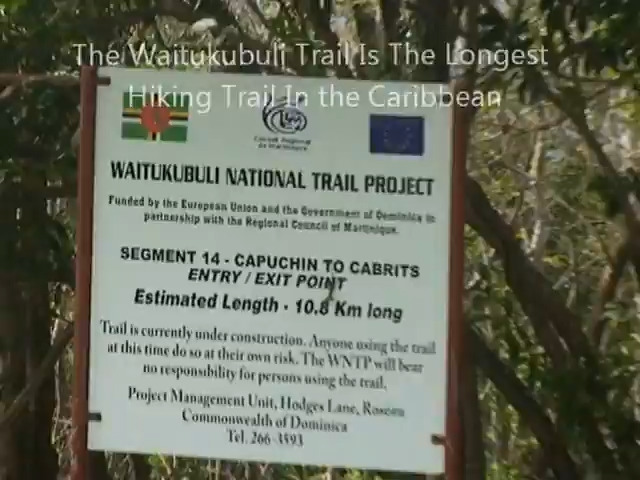 The Waitukubuli Trail Is The Longest
Hiking Trail In the Caribbean
Conseil Régional
de Martinique
WAITUKUBULI NATIONAL TRAIL PROJECT
Funded by the European Union and the Government of Dominica in
partnership with the Regional Council of Martinique.
SEGMENT 14 - CAPUCHIN TO CABRITS
ENTRY / EXIT POINT
Estimated Length - 10.8 Km long
Trail is currently under construction. Anyone using the trail
at this time do so at their own risk. The WNTP will bear
no responsibility for persons using the trail.
Project Management Unit, Hodges Lane, Roseau
Commonwealth of Dominica
Tel. 266-3593